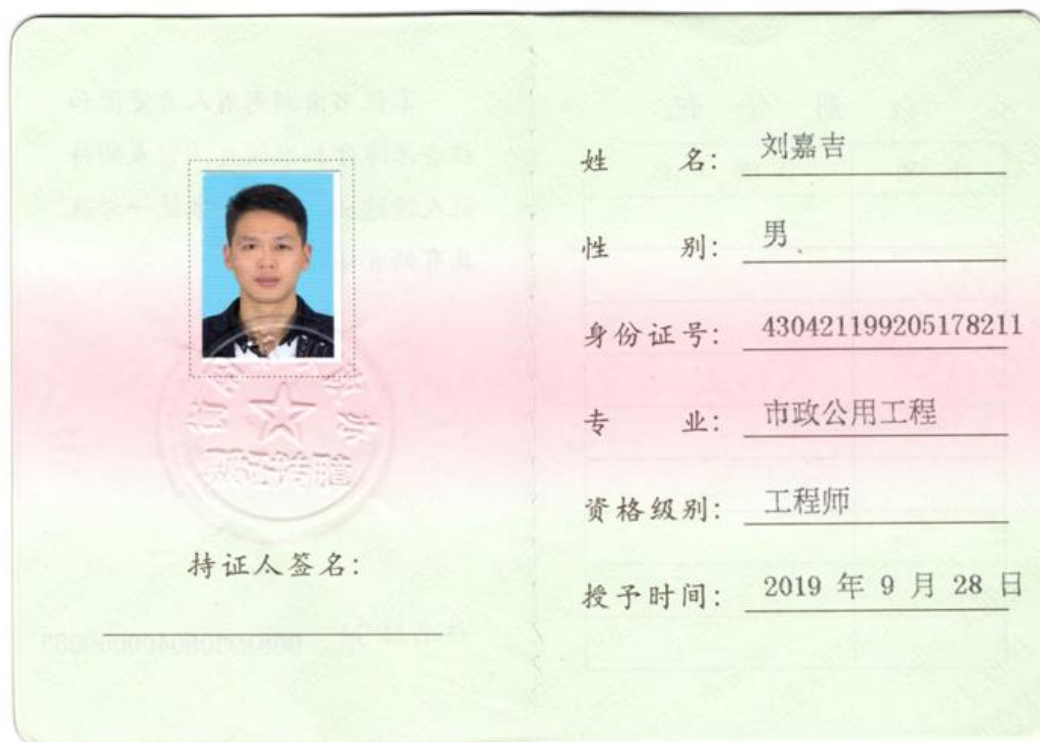 姓 名: 刘嘉吉
性 别: 男
身份证号: 430421199205178211
专 业: 市政公用工程
资格级别: 工程师
授予时间: 2019 年 9 月 28 日
持证人签名: